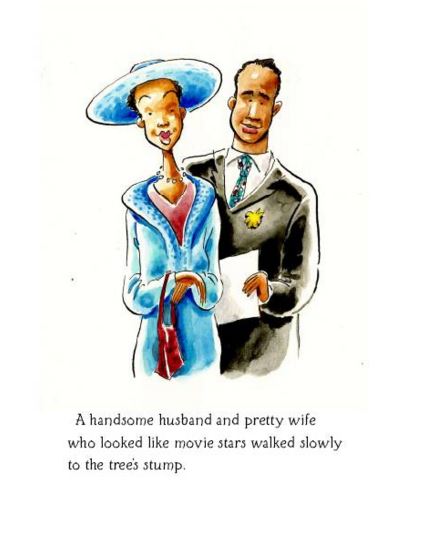 A handsome husband and pretty wife
who looked like movie stars walked slowly
to the tree's stump.